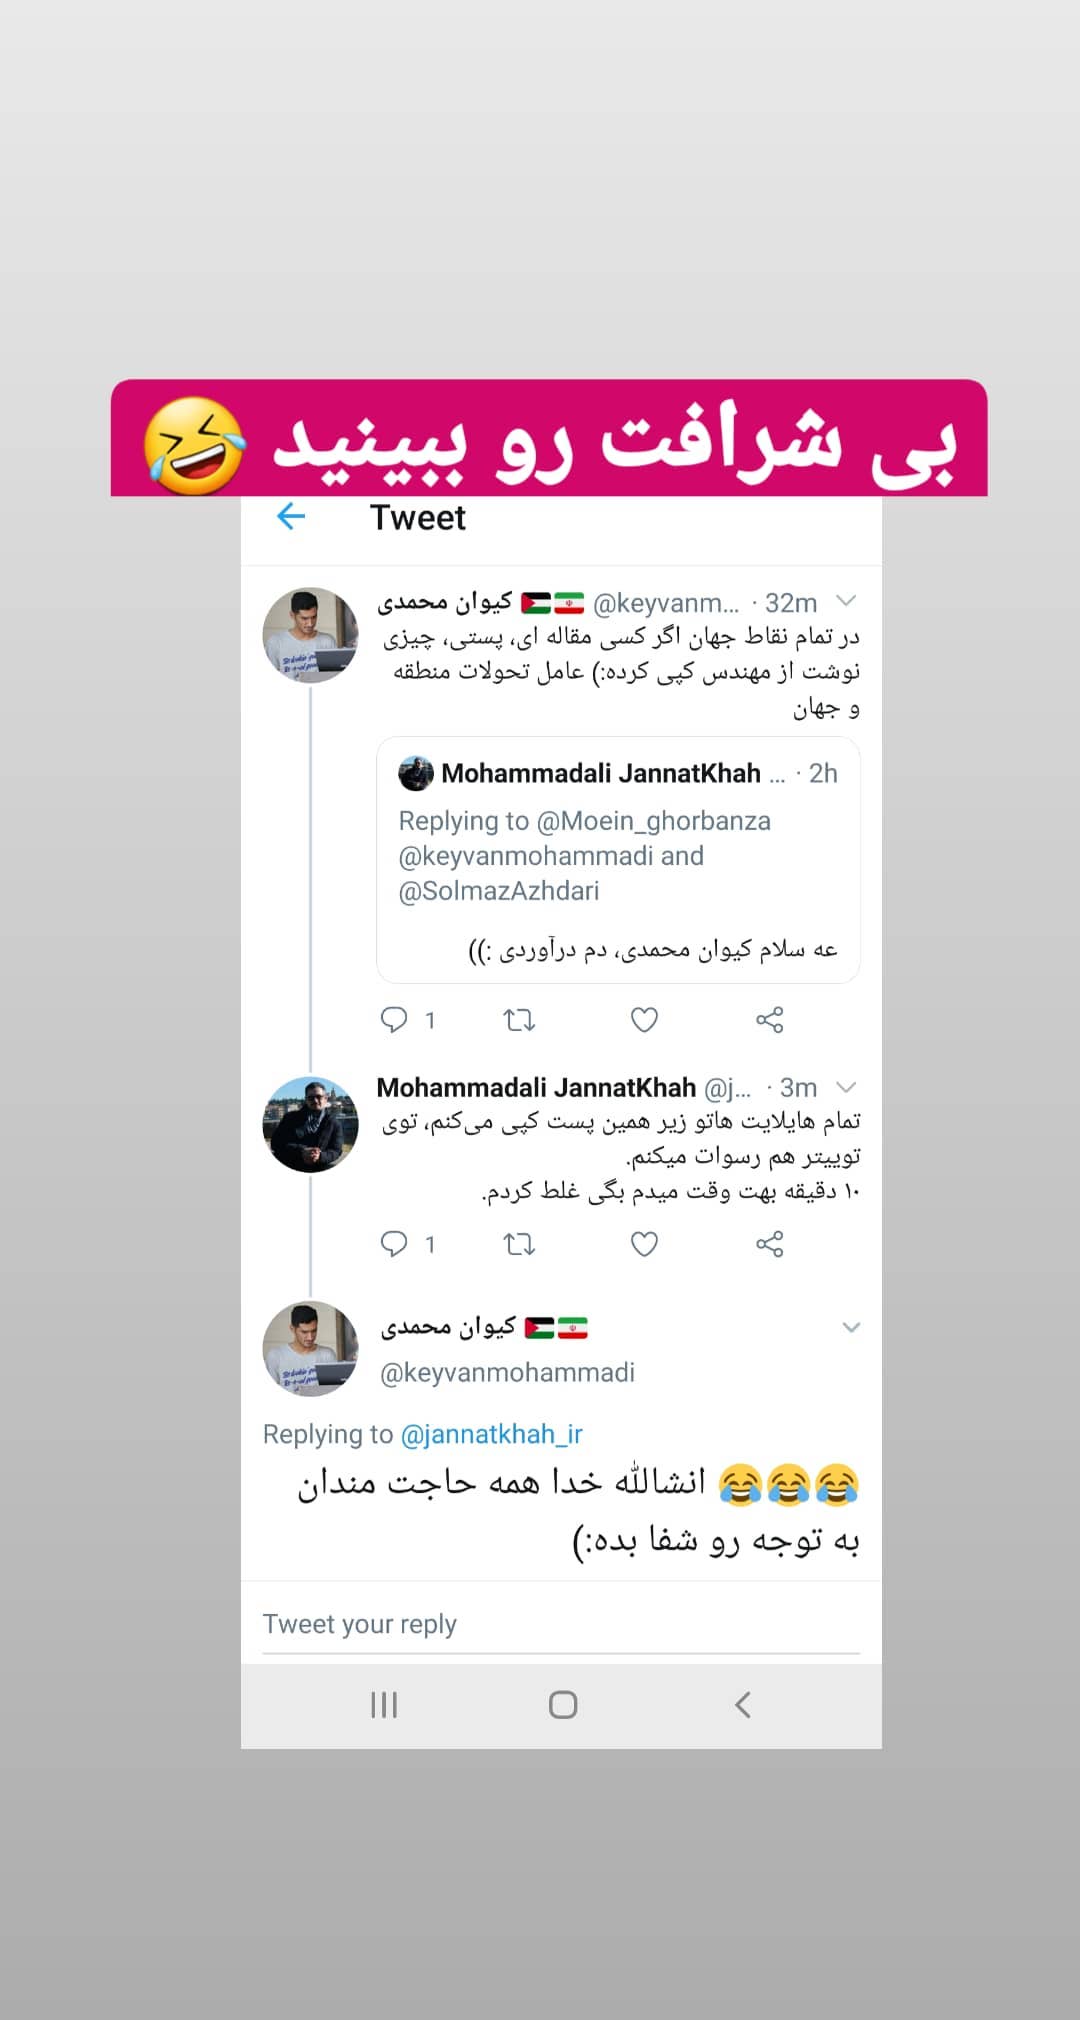 بی شرافت رو ببینید 🤣
Tweet
کیوان محمدی 🇵🇸🇮🇷 @keyvanm... · 32m
در تمام نقاط جهان اگر کسی مقاله ای، پستی، چیزی
نوشت از مهندس کپی کرده:) عامل تحولات منطقه
و جهان
Mohammadali JannatKhah ... · 2h
Replying to @Moein_ghorbanza
@keyvanmohammadi and
@SolmazAzhdari
عه سلام کیوان محمدی، دم درآوردی :))
1
Mohammadali JannatKhah @j... · 3m
تمام هایلایت هاتو زیر همین پست کپی می‌کنم، توی
توییتر هم رسوات میکنم.
۱۰ دقیقه بهت وقت میدم بگی غلط کردم.
1
کیوان محمدی 🇵🇸🇮🇷
@keyvanmohammadi
Replying to @jannatkhah_ir
😂😂😂 انشالله خدا همه حاجت مندان
به توجه رو شفا بده:)
Tweet your reply